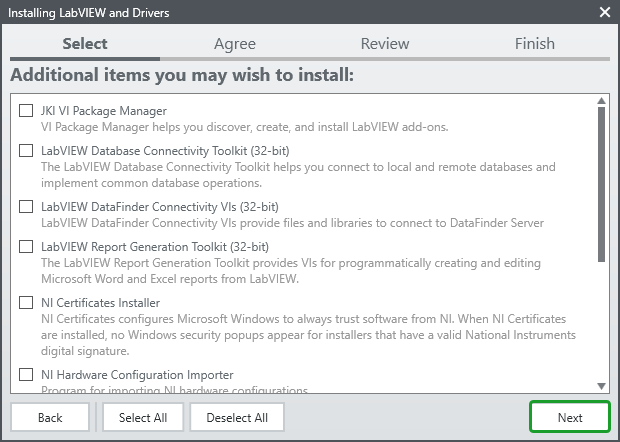 Installing LabVIEW and Drivers
Select
Agree
Review
Finish
Additional items you may wish to install:
JKI VI Package Manager
VI Package Manager helps you discover, create, and install LabVIEW add-ons.
LabVIEW Database Connectivity Toolkit (32-bit)
The LabVIEW Database Connectivity Toolkit helps you connect to local and remote databases and
implement common database operations.
LabVIEW DataFinder Connectivity VIs (32-bit)
LabVIEW DataFinder Connectivity VIs provide files and libraries to connect to DataFinder Server
LabVIEW Report Generation Toolkit (32-bit)
The LabVIEW Report Generation Toolkit provides VIs for programmatically creating and editing
Microsoft Word and Excel reports from LabVIEW.
NI Certificates Installer
NI Certificates configures Microsoft Windows to always trust software from NI. When NI Certificates
are installed, no Windows security popups appear for installers that have a valid National Instruments
digital signature.
NI Hardware Configuration Importer
Program for importing NI hardware configurations
Back
Select All
Deselect All
Next